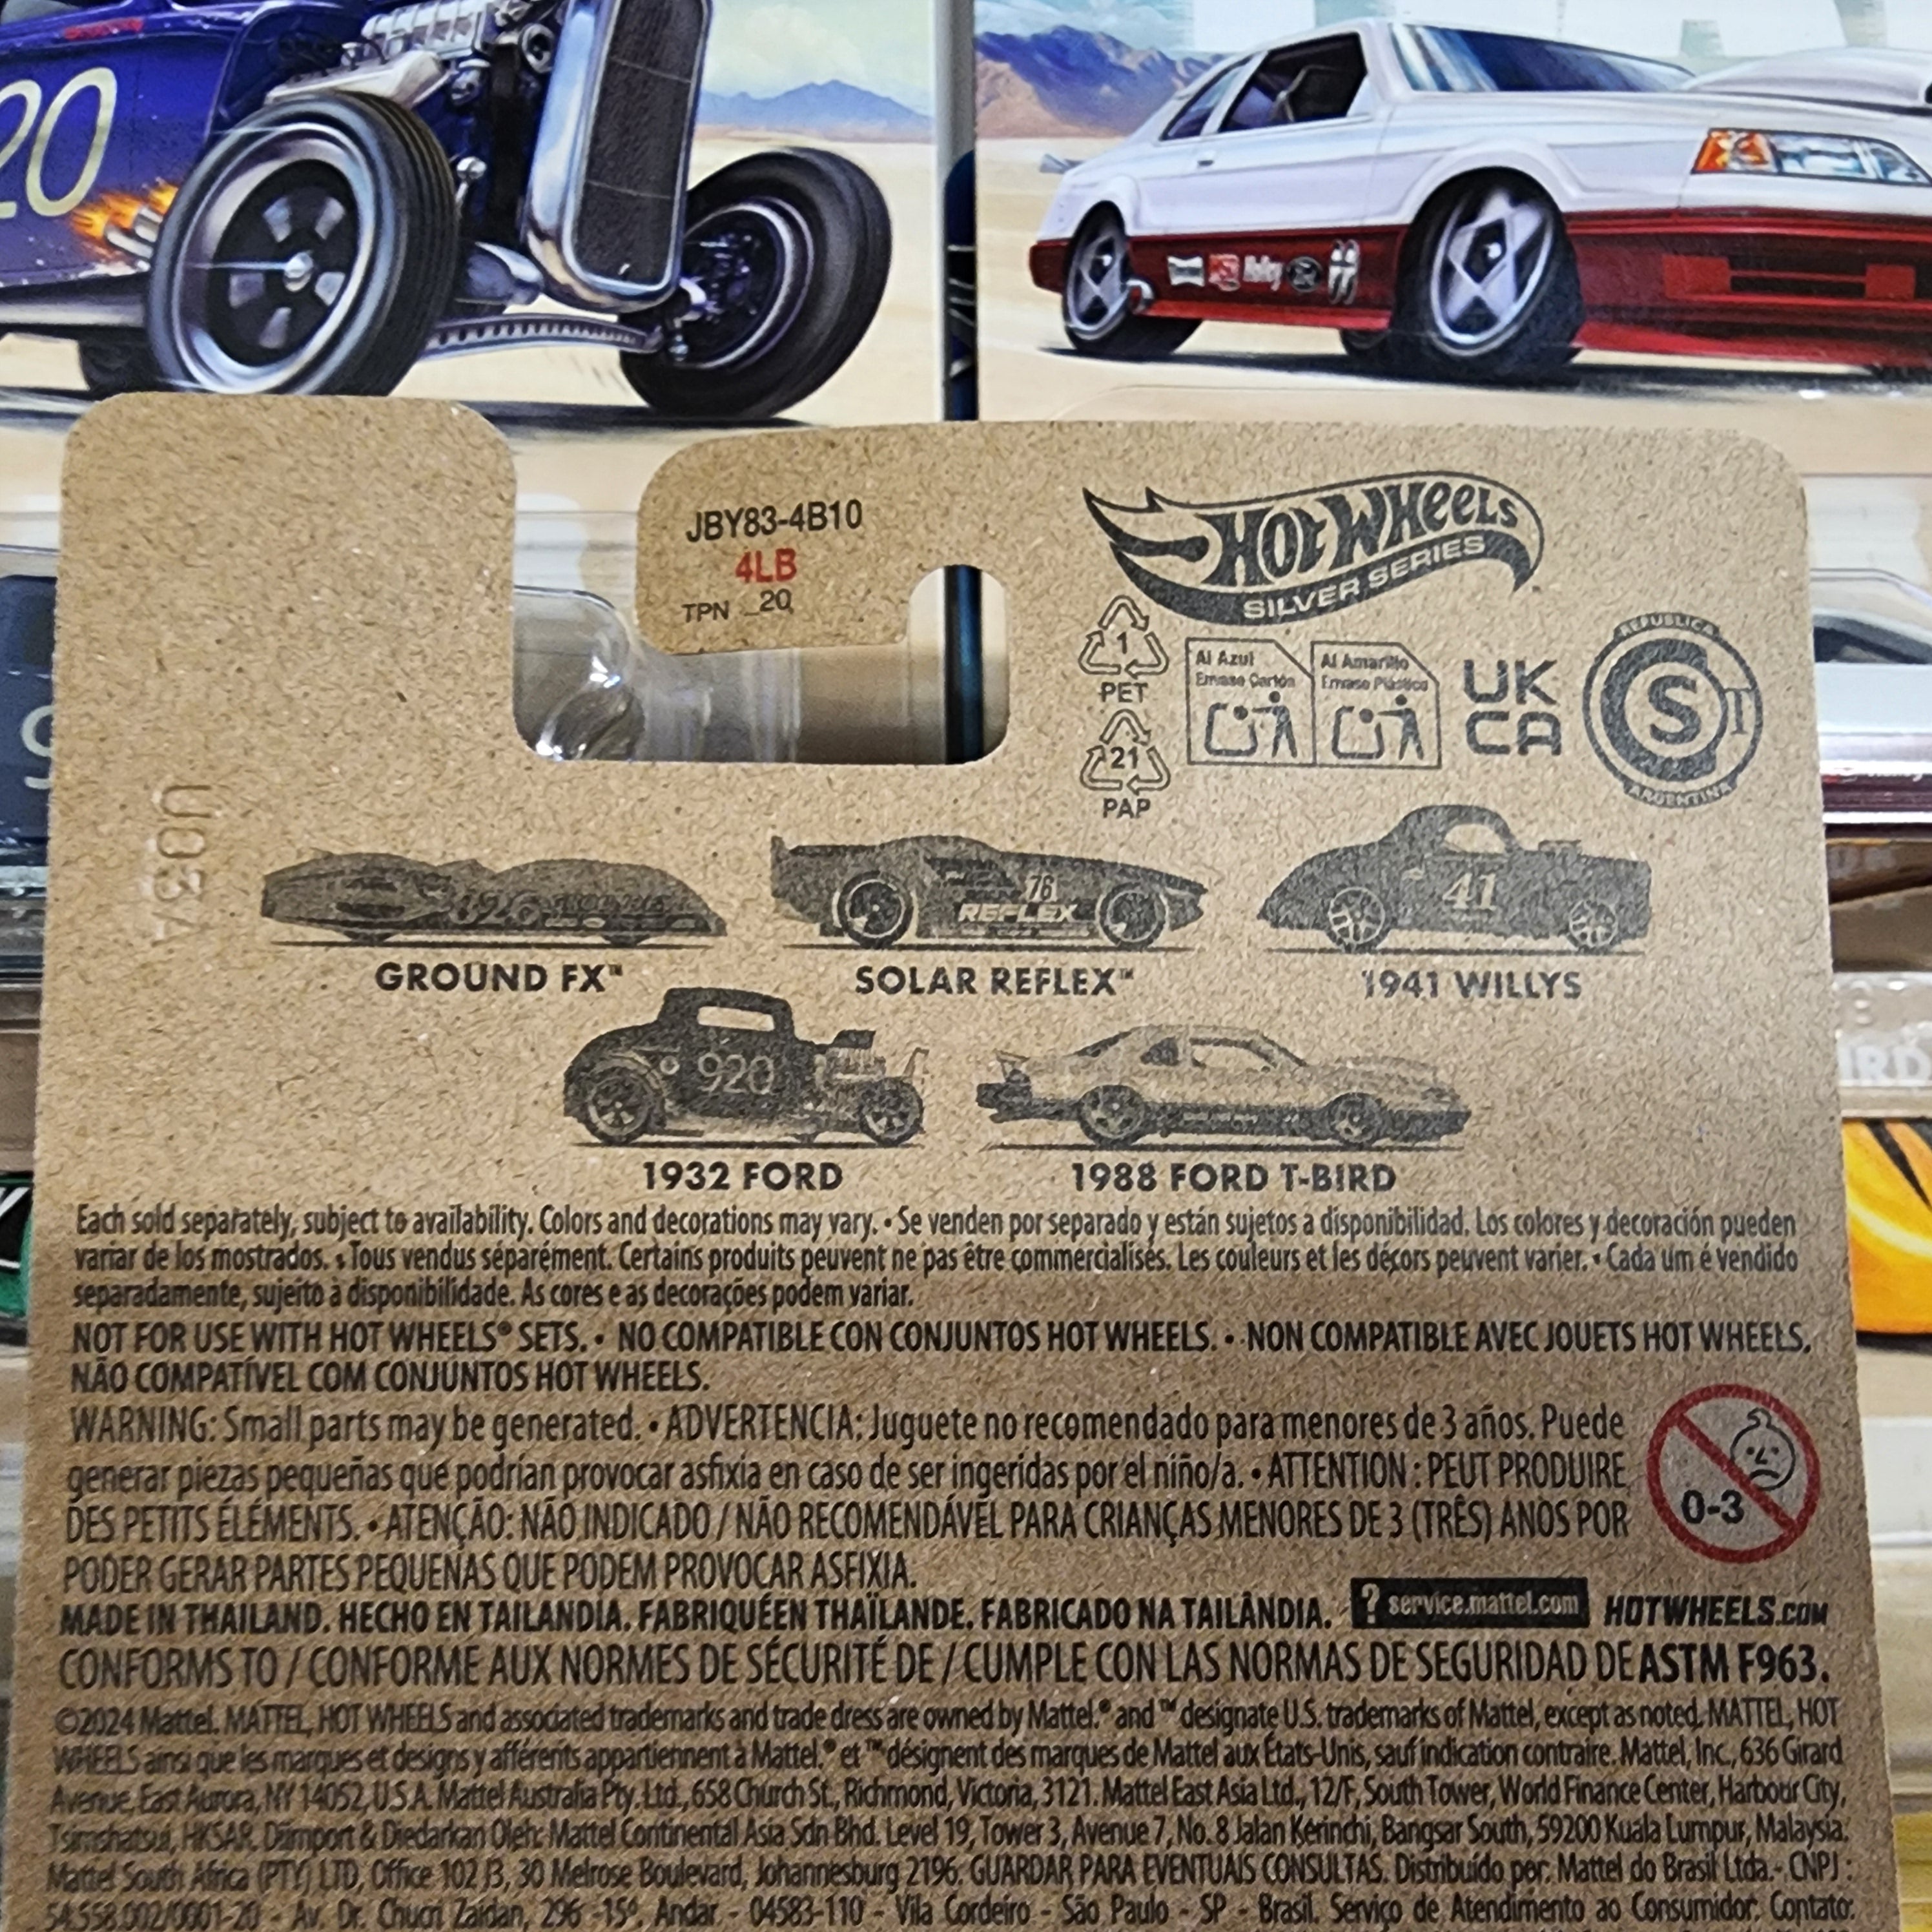 20
JBY83-4B10
4LB
TPN 20
HOT WHEELS
SILVER SERIES
1
PET
21
PAP
Al Azul
Envase Cartón
Al Amarillo
Envase Plástico
UK
CA
REPUBLICA
S T
ARGENTINA
U03A
76
REFLEX
41
GROUND FX™
SOLAR REFLEX™
1941 WILLYS
920
1932 FORD
1988 FORD T-BIRD
Each sold separately, subject to availability. Colors and decorations may vary. • Se venden por separado y están sujetos a disponibilidad. Los colores y decoración pueden
variar de los mostrados. • Tous vendus séparément. Certains produits peuvent ne pas être commercialisés. Les couleurs et les décors peuvent varier. • Cada um é vendido
separadamente, sujeito à disponibilidade. As cores e as decorações podem variar.
NOT FOR USE WITH HOT WHEELS® SETS. • NO COMPATIBLE CON CONJUNTOS HOT WHEELS. • NON COMPATIBLE AVEC JOUETS HOT WHEELS.
NÃO COMPATÍVEL COM CONJUNTOS HOT WHEELS.
WARNING: Small parts may be generated. • ADVERTENCIA: Juguete no recomendado para menores de 3 años. Puede
generar piezas pequeñas que podrían provocar asfixia en caso de ser ingeridas por el niño/a. • ATTENTION : PEUT PRODUIRE
DES PETITS ÉLÉMENTS. • ATENÇÃO: NÃO INDICADO / NÃO RECOMENDÁVEL PARA CRIANÇAS MENORES DE 3 (TRÊS) ANOS POR
PODER GERAR PARTES PEQUENAS QUE PODEM PROVOCAR ASFIXIA.
0-3
MADE IN THAILAND. HECHO EN TAILANDIA. FABRIQUÉ EN THAÏLANDE. FABRICADO NA TAILÂNDIA. ? service.mattel.com HOTWHEELS.COM
CONFORMS TO / CONFORME AUX NORMES DE SÉCURITÉ DE / CUMPLE CON LAS NORMAS DE SEGURIDAD DE ASTM F963.
©2024 Mattel. MATTEL, HOT WHEELS and associated trademarks and trade dress are owned by Mattel. ® and ™ designate U.S. trademarks of Mattel, except as noted. MATTEL, HOT
WHEELS ainsi que les marques et designs y afférents appartiennent à Mattel. ® et ™ désignent des marques de Mattel aux États-Unis, sauf indication contraire. Mattel, Inc., 636 Girard
Avenue, East Aurora, NY 14052, U.S.A. Mattel Australia Pty. Ltd., 658 Church St., Richmond, Victoria, 3121. Mattel East Asia Ltd., 12/F, South Tower, World Finance Center, Harbour City,
Tsimshatsui, HKSAR. Diimport & Diedarkan Oleh: Mattel Continental Asia Sdn Bhd. Level 19, Tower 3, Avenue 7, No. 8 Jalan Kerinchi, Bangsar South, 59200 Kuala Lumpur, Malaysia.
Mattel South Africa (PTY) LTD, Office 102 I3, 30 Melrose Boulevard, Johannesburg 2196. GUARDAR PARA EVENTUAIS CONSULTAS. Distribuído por: Mattel do Brasil Ltda.- CNPJ :
54.558.002/0001-20 - Av. Dr. Chucri Zaidan, 296 -15º. Andar - 04583-110 - Vila Cordeiro - São Paulo - SP - Brasil. Serviço de Atendimento ao Consumidor: Contato: